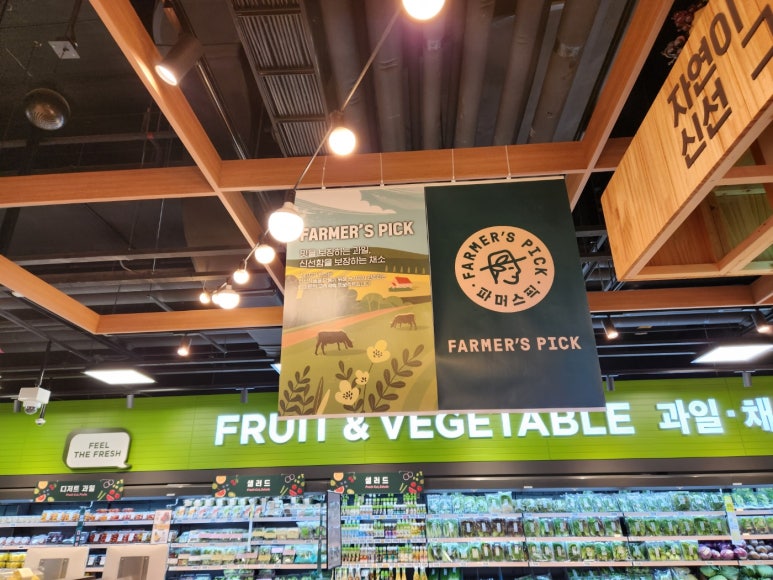 자연이
신선
FARMER'S PICK
맛을 보장하는 과일,
신선함을 보장하는 채소
FARMER'S PICK
파머스픽
FARMER'S PICK
FRUIT & VEGETABLE 과일·채
FEEL
THE FRESH
디저트 과일
샐러드
샐러드